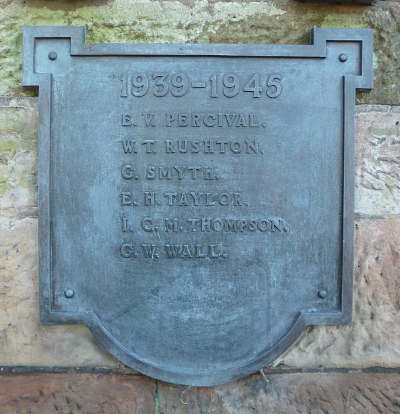 1939-1945
E. V. PERCIVAL.
W. T. RUSHTON.
G. SMYTH.
E. H. TAYLOR.
I. C. M. THOMPSON.
G. W. WALL.